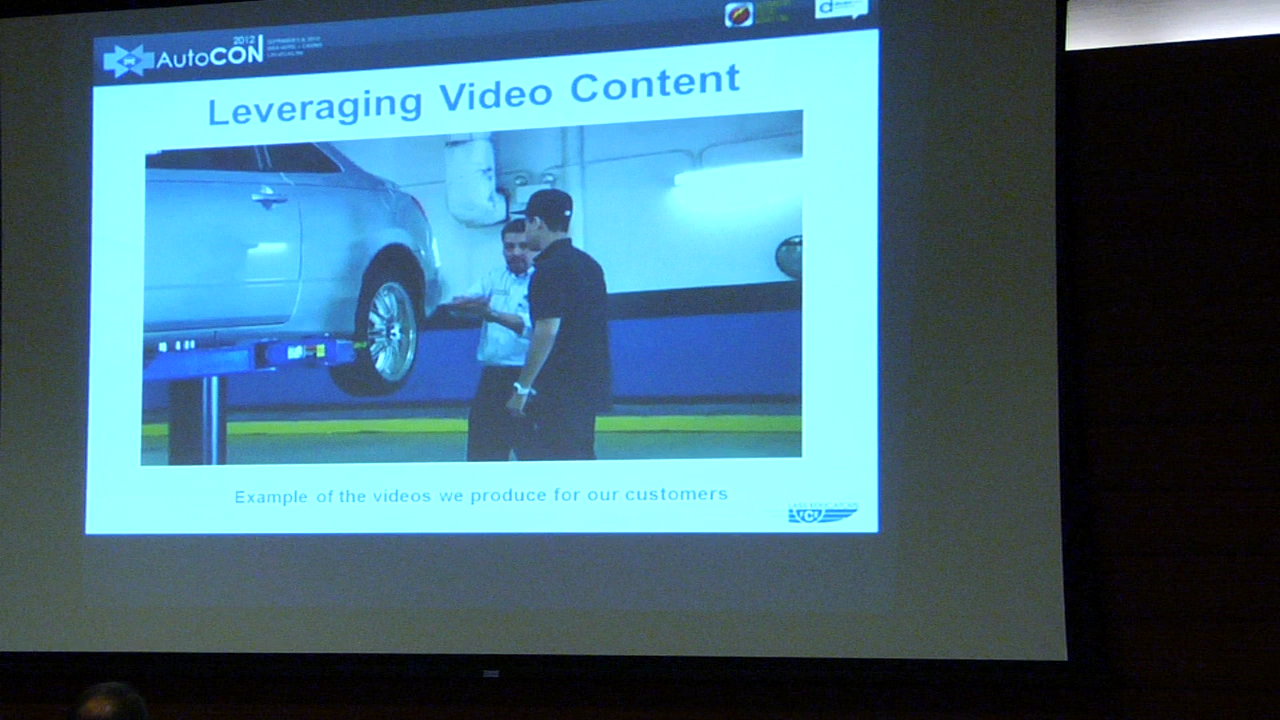 2012
AutoCON
Leveraging Video Content
Example of the videos we produce for our customers